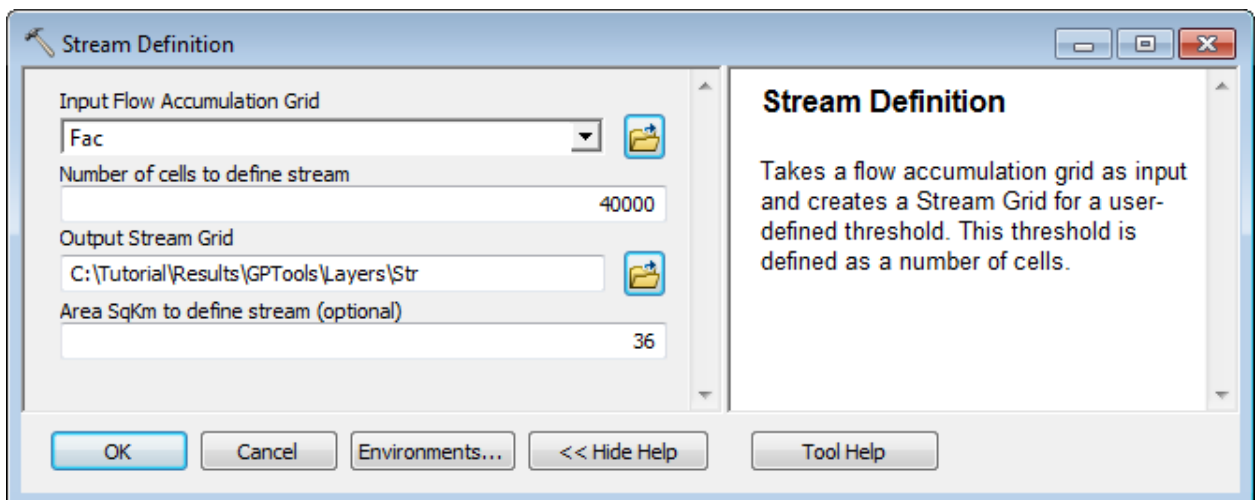 Stream Definition
Input Flow Accumulation Grid
Fac
Number of cells to define stream
40000
Output Stream Grid
C:\Tutorial\Results\GPTools\Layers\Str
Area SqKm to define stream (optional)
36
Stream Definition
Takes a flow accumulation grid as input
and creates a Stream Grid for a user-
defined threshold. This threshold is
defined as a number of cells.
OK
Cancel
Environments...
<< Hide Help
Tool Help